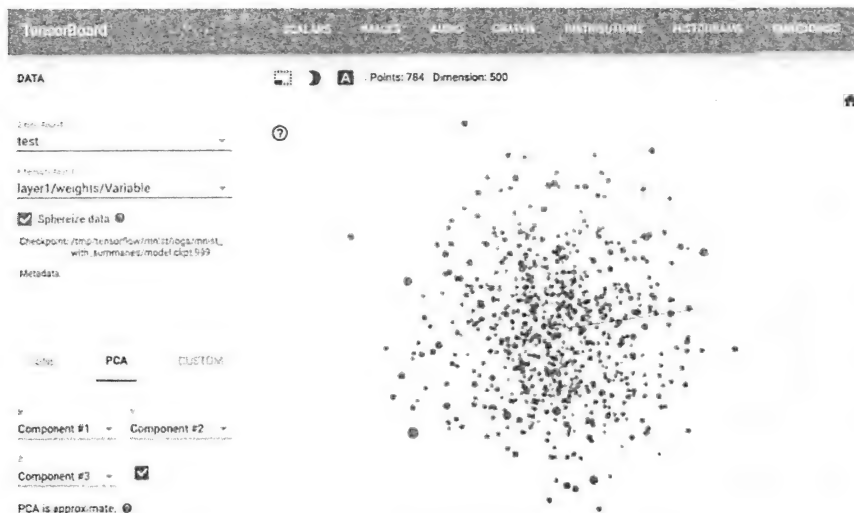 TensorBoard SCALARS IMAGES AUDIO GRAPHS DISTRIBUTIONS HISTOGRAMS EMBEDDINGS
DATA
Points: 784 Dimension: 500
test
layer1/weights/Variable
Sphereize data
Checkpoint: /tmp/tensorflow/mnist/logs/mnist_
with_summaries/model.ckpt-999
Metadata
PCA CUSTOM
Component #1 Component #2
Component #3
PCA is approximate.